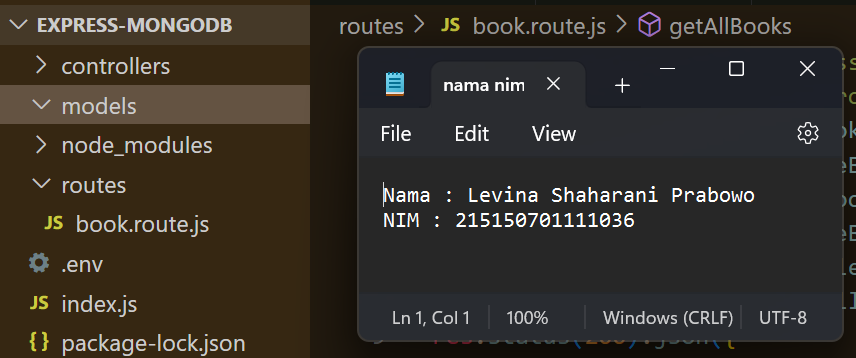 EXPRESS-MONGODB
controllers
models
node_modules
routes
JS book.route.js
.env
JS index.js
{} package-lock.json
routes > JS book.route.js > getAllBooks
nama nim
File Edit View
Nama : Levina Shaharani Prabowo
NIM : 215150701111036
Ln 1, Col 1 100% Windows (CRLF) UTF-8